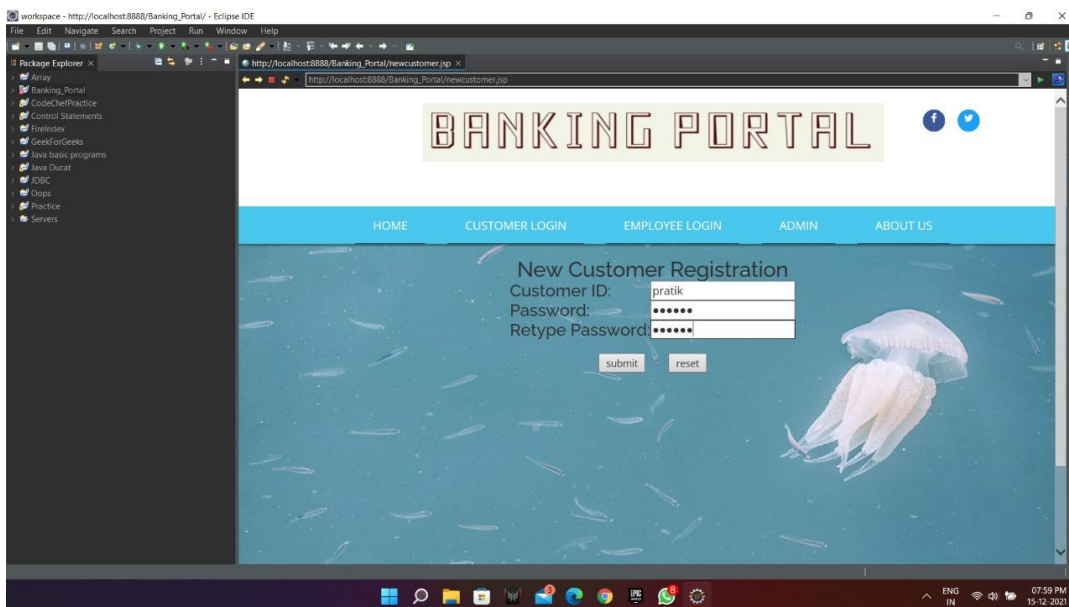 workspace - http://localhost:8888/Banking_Portal/ - Eclipse IDE
File Edit Navigate Search Project Run Window Help
Package Explorer
http://localhost:8888/Banking_Portal/newcustomer.jsp
http://localhost:8888/Banking_Portal/newcustomer.jsp
Array
Banking_Portal
CodeChefPractice
Control Statements
FireIndex
GeekForGeeks
Java basic programs
Java Ducat
JDBC
Oops
Practice
Servers
BANKING PORTAL
HOME CUSTOMER LOGIN EMPLOYEE LOGIN ADMIN ABOUT US
New Customer Registration
Customer ID: pratik
Password: ●●●●●●
Retype Password: ●●●●●●
submit reset
EPIC
3
8
ENG
IN
07:59 PM
15-12-2021